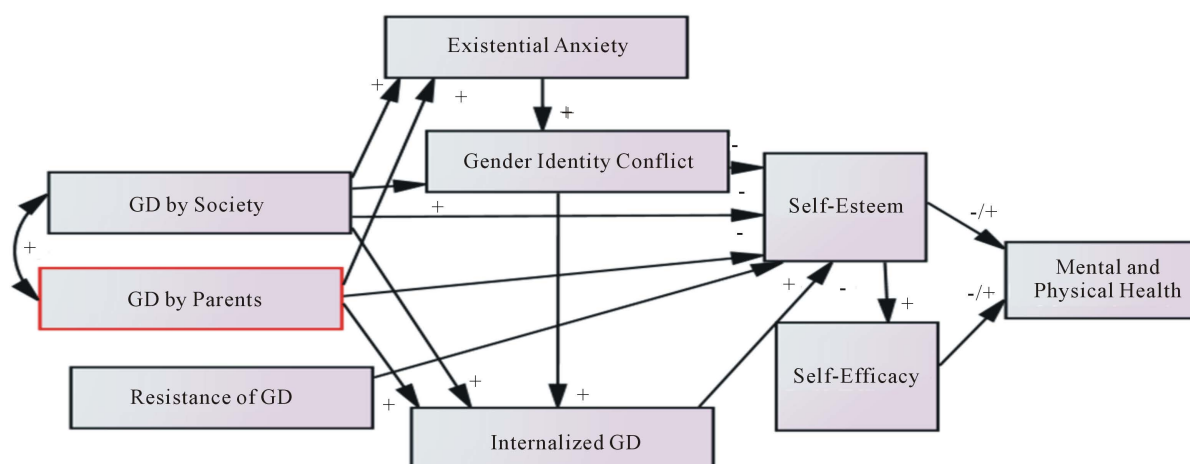 Existential Anxiety
+
+
+
Gender Identity Conflict
-
GD by Society
+
-
Self-Esteem
-/+
+
-
GD by Parents
Mental and
Physical Health
+
-
+
-/+
Resistance of GD
+
+
+
Self-Efficacy
Internalized GD